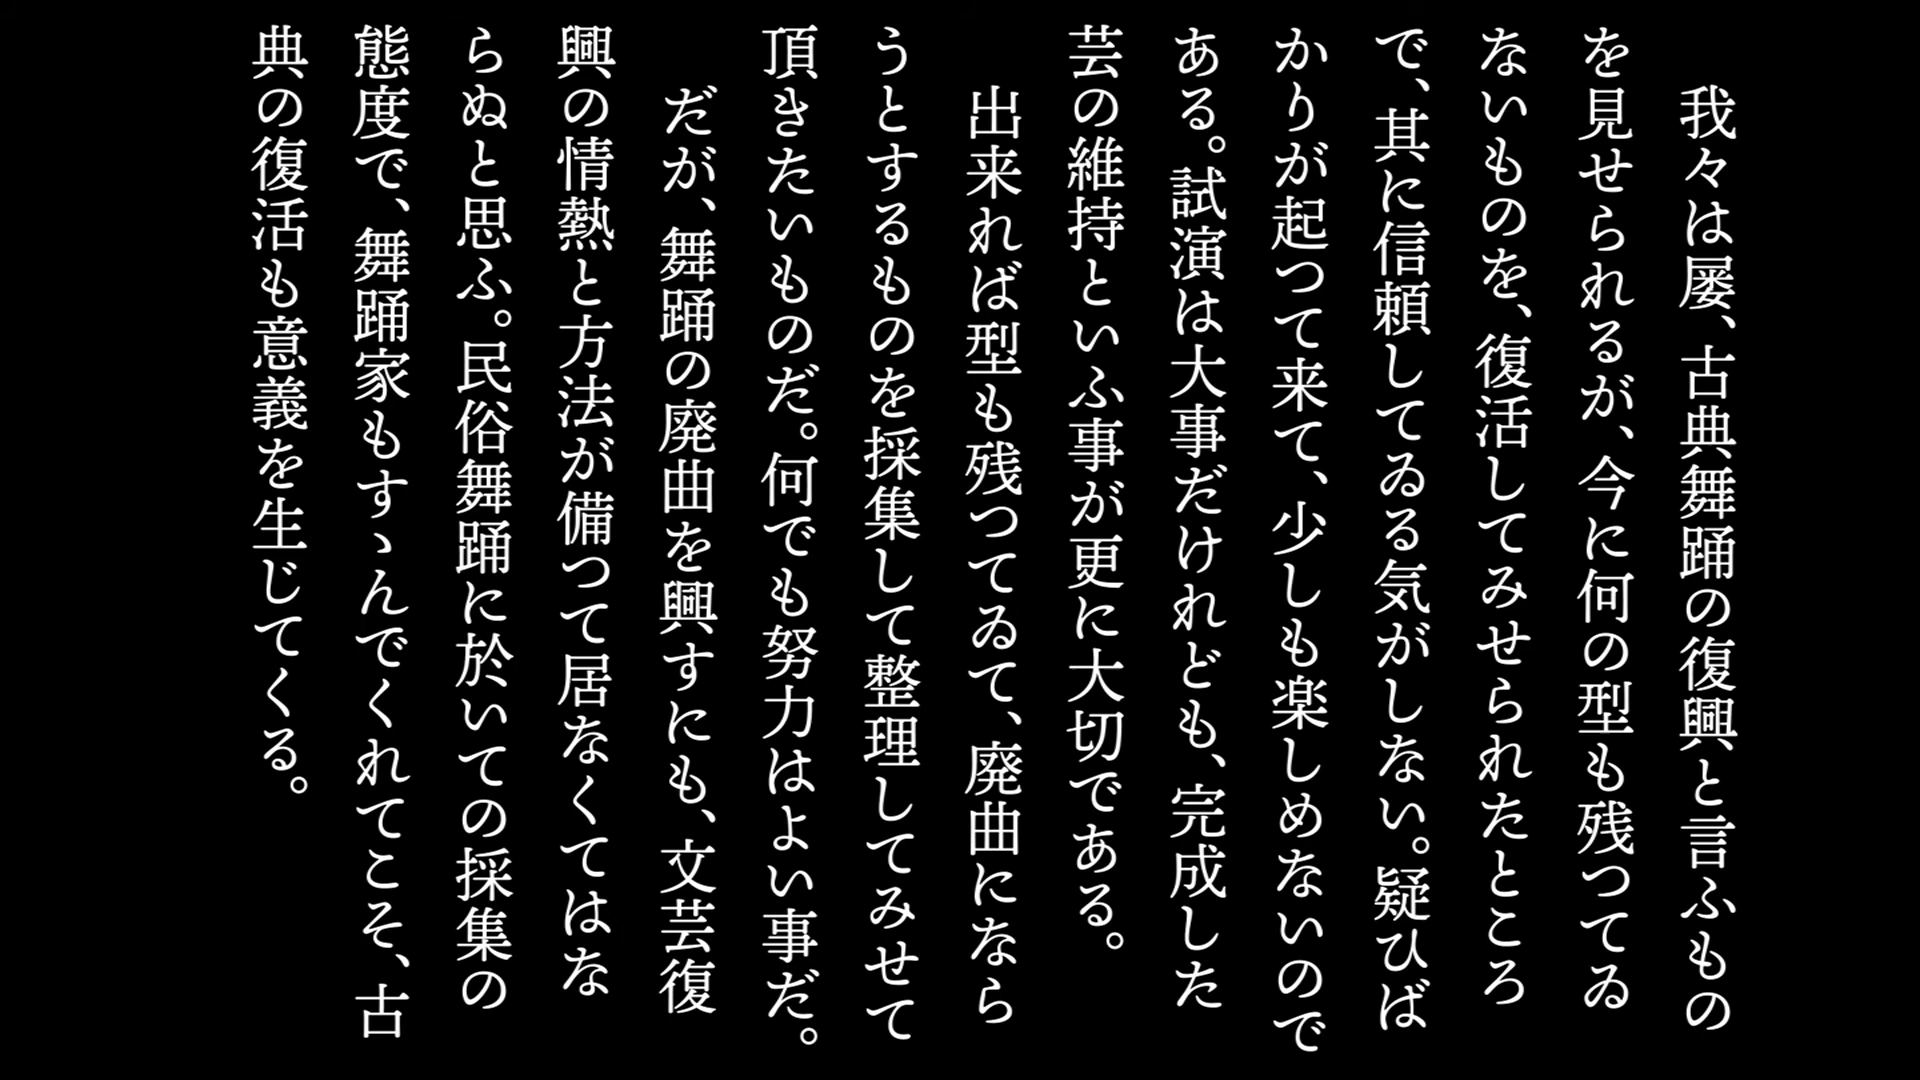 我々は屡、古典舞踊の復興と言ふもの
を見せられるが、今に何の型も残つてゐ
ないものを、復活してみせられたところ
で、其に信頼してゐる気がしない。疑ひば
かりが起つて来て、少しも楽しめないので
ある。試演は大事だけれども、完成した
芸の維持といふ事が更に大切である。
出来れば型も残つてゐて、廃曲になら
うとするものを採集して整理してみせて
頂きたいものだ。何でも努力はよい事だ。
だが、舞踊の廃曲を興すにも、文芸復
興の情熱と方法が備つて居なくてはな
らぬと思ふ。民俗舞踊に於いての採集の
態度で、舞踊家もすゝんでくれてこそ、古
典の復活も意義を生じてくる。